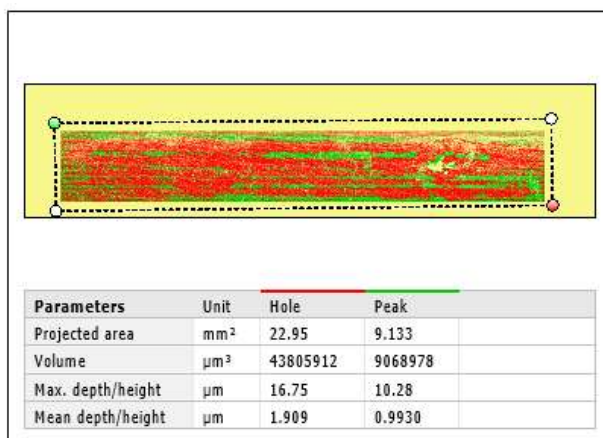 Parameters Unit Hole Peak
Projected area mm² 22.95 9.133
Volume µm³ 43805912 9068978
Max. depth/height µm 16.75 10.28
Mean depth/height µm 1.909 0.9930